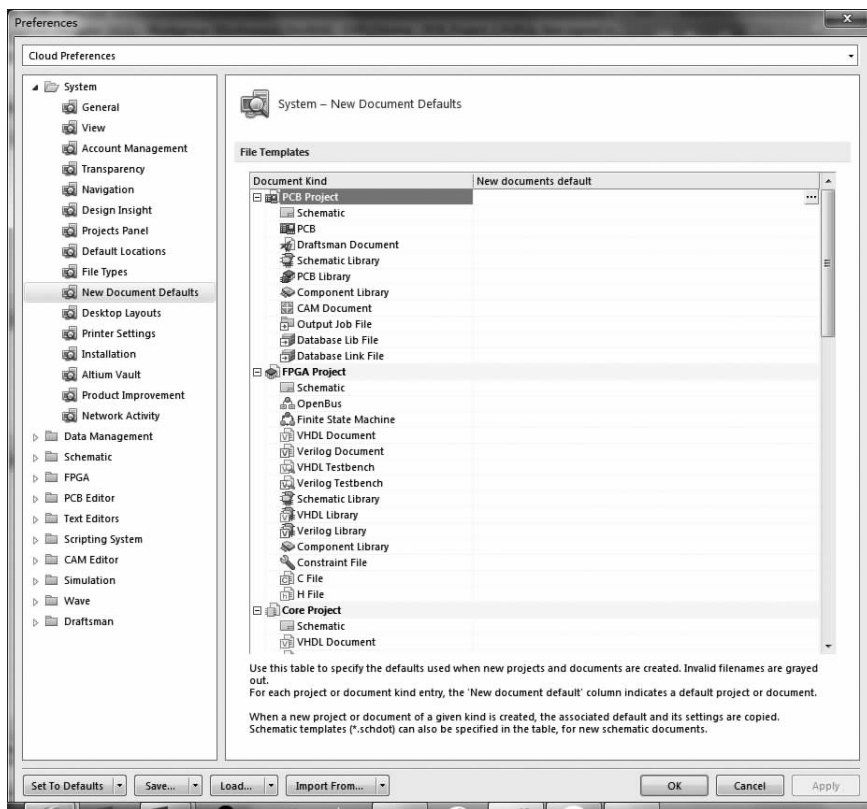 Preferences
x
Cloud Preferences
System
General
View
Account Management
Transparency
Navigation
Design Insight
Projects Panel
Default Locations
File Types
New Document Defaults
Desktop Layouts
Printer Settings
Installation
Altium Vault
Product Improvement
Network Activity
Data Management
Schematic
FPGA
PCB Editor
Text Editors
Scripting System
CAM Editor
Simulation
Wave
Draftsman
System – New Document Defaults
File Templates
Document Kind New documents default
PCB Project ...
Schematic
PCB
Draftsman Document
Schematic Library
PCB Library
Component Library
CAM Document
Output Job File
Database Lib File
Database Link File
FPGA Project
Schematic
OpenBus
Finite State Machine
VHDL Document
Verilog Document
VHDL Testbench
Verilog Testbench
Schematic Library
VHDL Library
Verilog Library
Component Library
Constraint File
C File
H File
Core Project
Schematic
VHDL Document
Use this table to specify the defaults used when new projects and documents are created. Invalid filenames are grayed
out.
For each project or document kind entry, the 'New document default' column indicates a default project or document.
When a new project or document of a given kind is created, the associated default and its settings are copied.
Schematic templates (*.schdot) can also be specified in the table, for new schematic documents.
Set To Defaults Save... Load... Import From... OK Cancel Apply